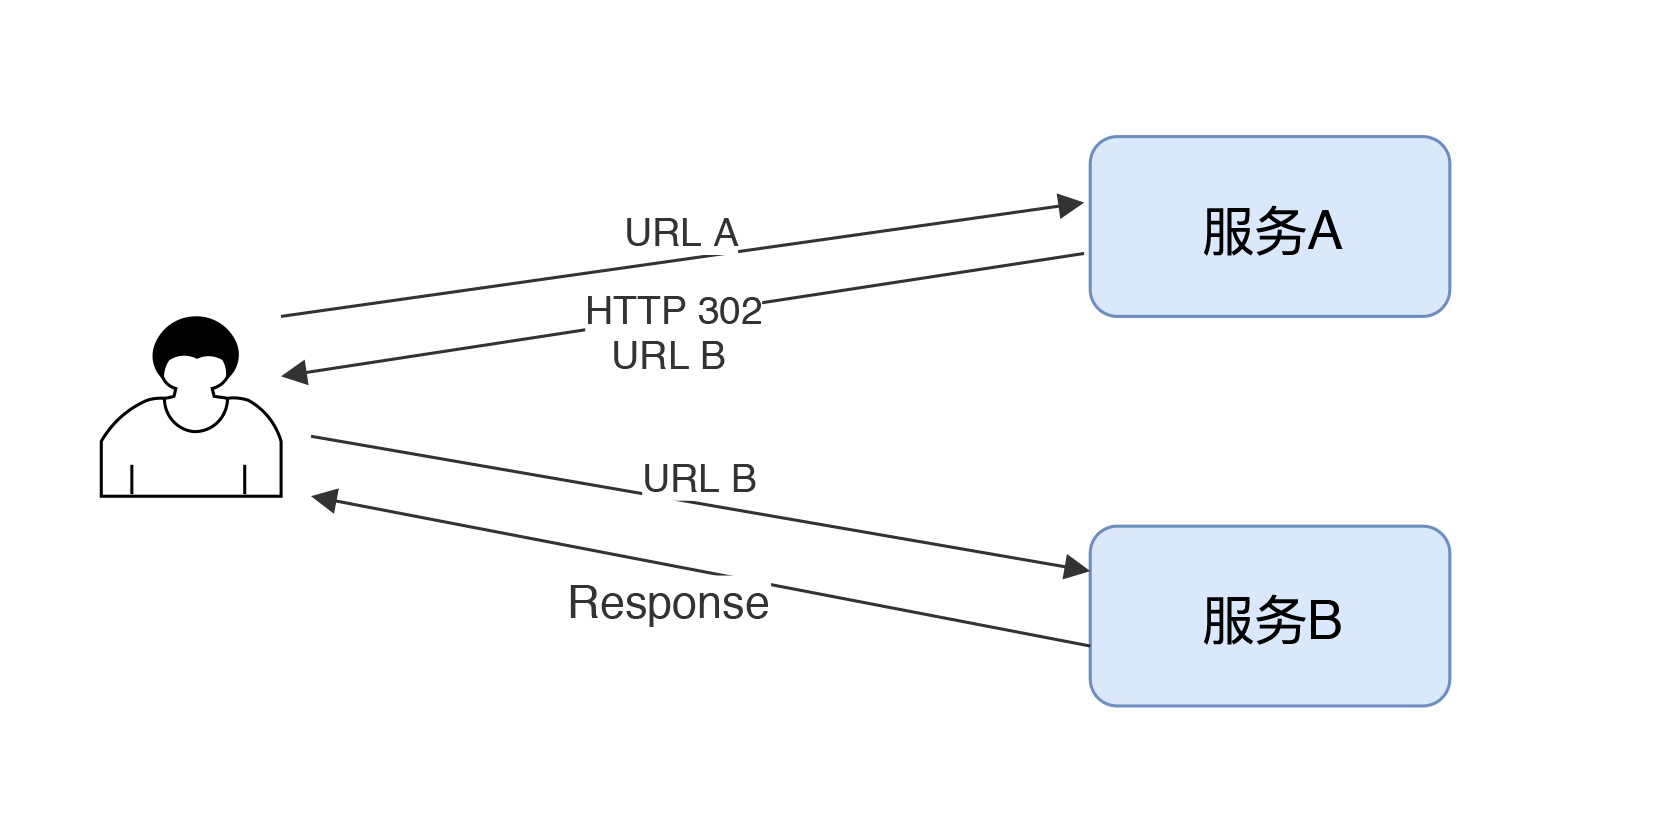 URL A
服务A
HTTP 302
URL B
URL B
Response
服务B